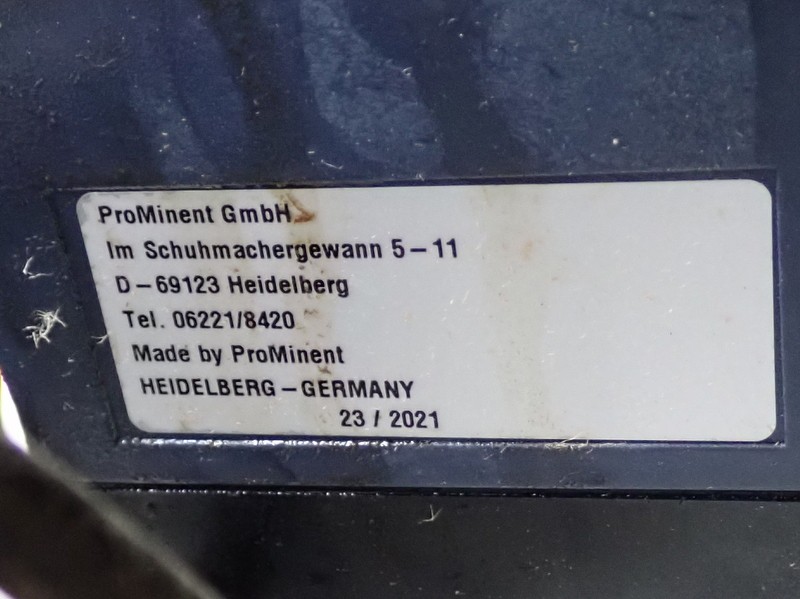 ProMinent GmbH
Im Schuhmachergewann 5–11
D–69123 Heidelberg
Tel. 06221/8420
Made by ProMinent
HEIDELBERG–GERMANY
23 / 2021